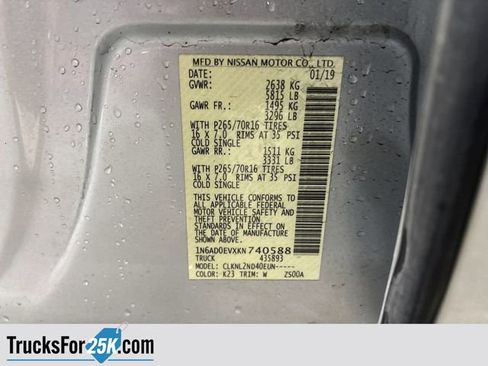 MFD BY NISSAN MOTOR CO., LTD.
DATE: 01/19
GVWR: 2638 KG
5815 LB
GAWR FR: 1495 KG
3296 LB
WITH P265/70R16 TIRES
16 X 7.0 RIMS AT 35 PSI
COLD SINGLE
GAWR RR: 1511 KG
3331 LB
WITH P265/70R16 TIRES
16 X 7.0 RIMS AT 35 PSI
COLD SINGLE
THIS VEHICLE CONFORMS TO
ALL APPLICABLE FEDERAL
MOTOR VEHICLE SAFETY AND
THEFT PREVENTION
STANDARDS IN EFFECT ON
THE DATE OF MANUFACTURE
SHOWN ABOVE.
1N6AD0EVXKN740588
TRUCK 435893
MODEL: CLKNL2N040EUN-----
COLOR: K23 TRIM: W ZS00A
TrucksFor25K.com